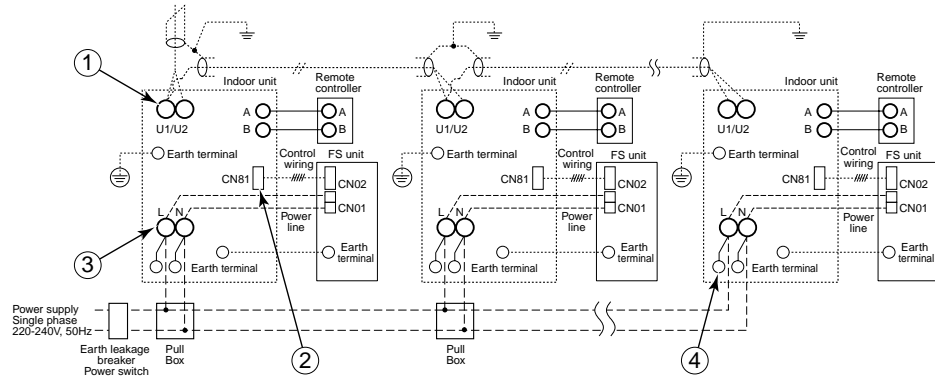 1
Indoor unit
Remote
controller
A
A
B
B
U1/U2
Earth terminal
Control
wiring
FS unit
CN81
CN02
CN01
L
N
Power
line
3
Earth
terminal
Earth terminal
Indoor unit
Remote
controller
A
A
B
B
U1/U2
Earth terminal
Control
wiring
FS unit
CN81
CN02
CN01
L
N
Power
line
Earth
terminal
Earth terminal
Indoor unit
Remote
controller
A
A
B
B
U1/U2
Earth terminal
Control
wiring
FS unit
CN81
CN02
CN01
L
N
Power
line
Earth
terminal
Earth terminal
Power supply
Single phase
220-240V, 50Hz
Earth leakage
breaker
Power switch
Pull
Box
2
Pull
Box
4